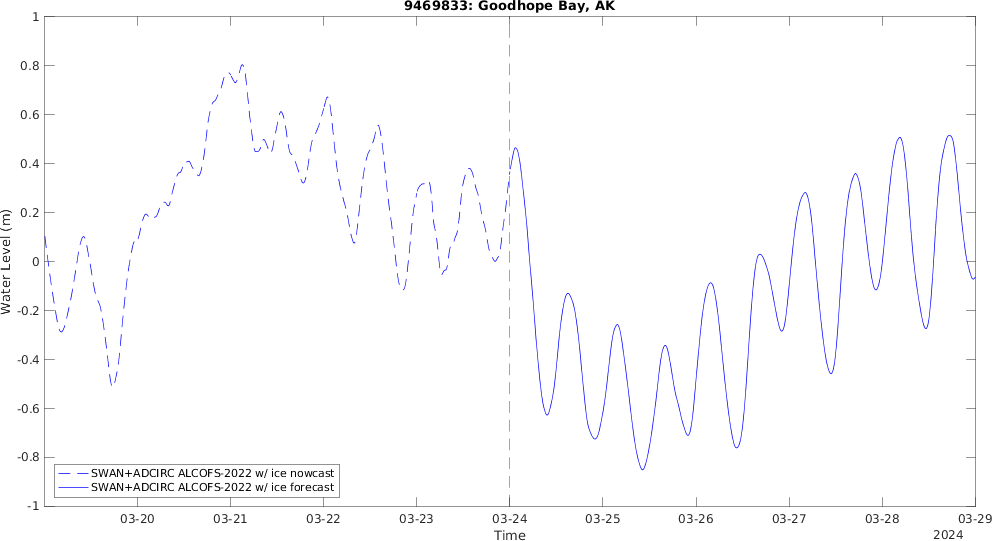 9469833: Goodhope Bay, AK
Water Level (m)
1
0.8
0.6
0.4
0.2
0
-0.2
-0.4
-0.6
-0.8
-1
SWAN+ADCIRC ALCOFS-2022 w/ ice nowcast
SWAN+ADCIRC ALCOFS-2022 w/ ice forecast
03-20 03-21 03-22 03-23 03-24 03-25 03-26 03-27 03-28 03-29
Time
2024